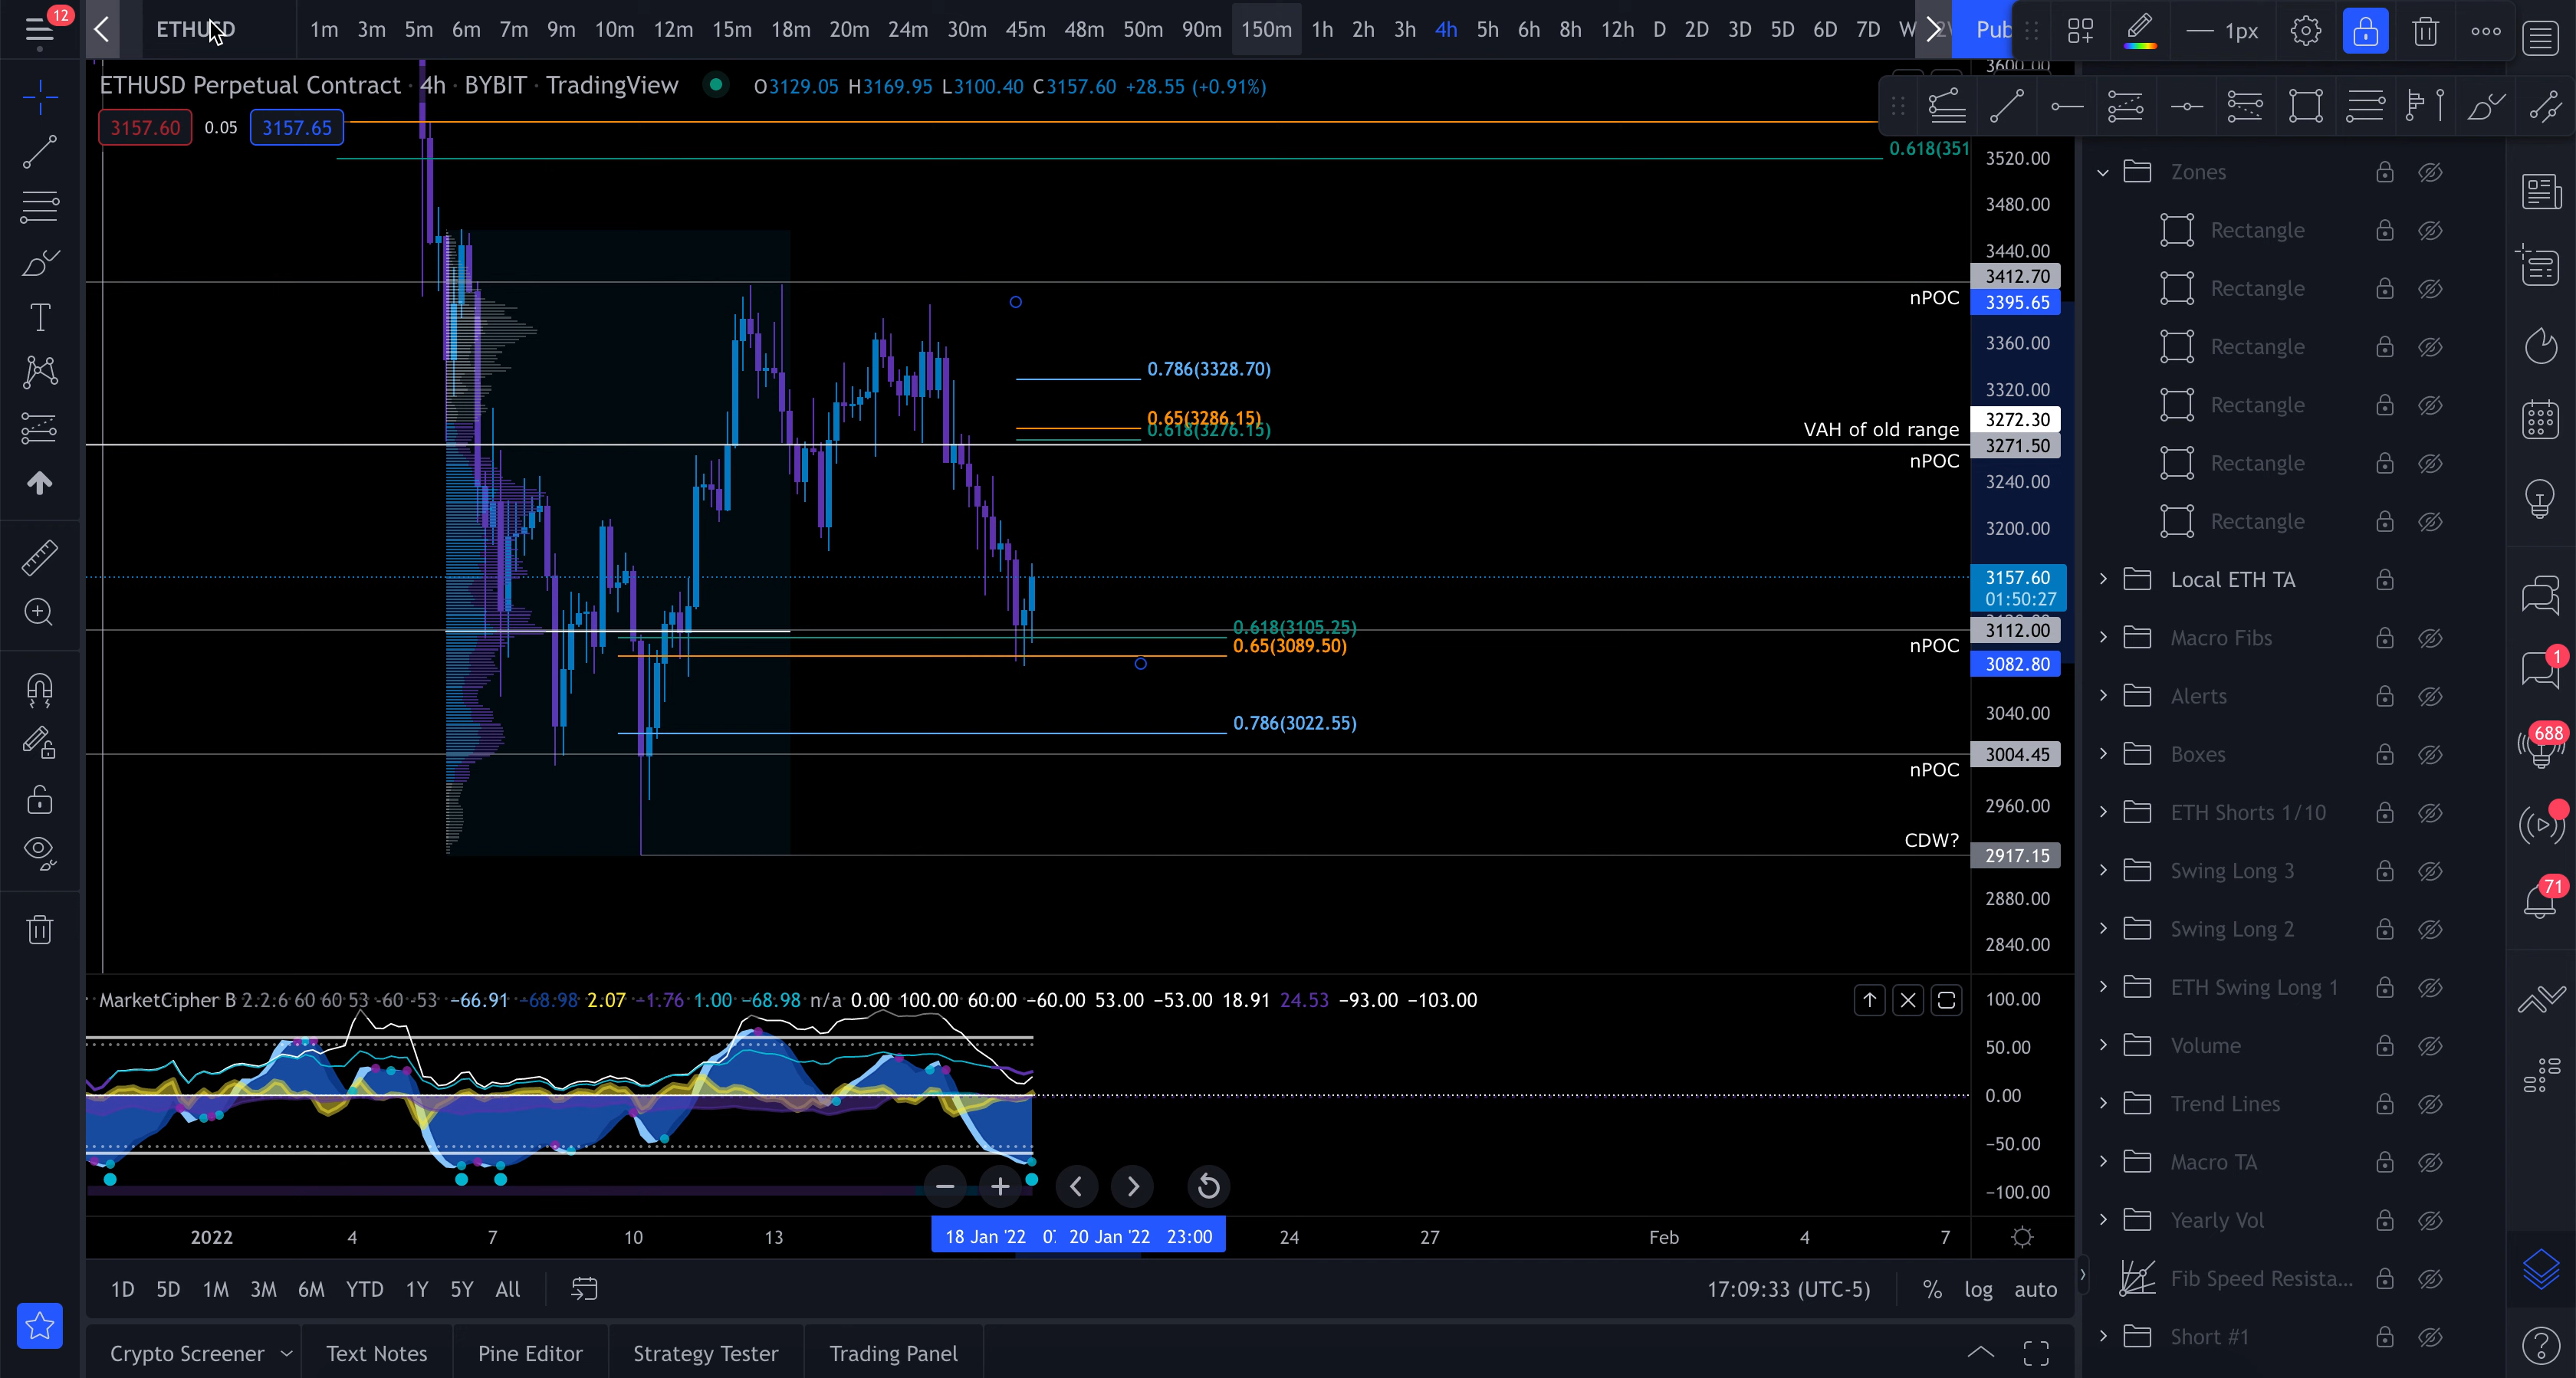 12
ETHUSD
1m 3m 5m 6m 7m 9m 10m 12m 15m 18m 20m 24m 30m 45m 48m 50m 90m 150m 1h 2h 3h 4h 5h 6h 8h 12h D 2D 3D 5D 6D 7D W
Pub
1px
ETHUSD Perpetual Contract · 4h · BYBIT · TradingView
O3129.05 H3169.95 L3100.40 C3157.60 +28.55 (+0.91%)
3157.60 0.05 3157.65
0.618(351
3600.00
3520.00
3480.00
3440.00
3412.70
nPOC
3395.65
3360.00
0.786(3328.70)
3320.00
0.65(3286.15)
0.618(3276.15)
VAH of old range
3272.30
3271.50
nPOC
3240.00
3200.00
3157.60
01:50:27
0.618(3105.25)
3112.00
0.65(3089.50)
nPOC
3082.80
0.786(3022.55)
3040.00
3004.45
nPOC
2960.00
CDW?
2917.15
2880.00
2840.00
MarketCipher B 2.2.6 60 60 53 -60 -53 −66.91 −68.98 2.07 −1.76 1.00 −68.98 n/a 0.00 100.00 60.00 −60.00 53.00 −53.00 18.91 24.53 −93.00 −103.00
100.00
50.00
0.00
−50.00
−100.00
2022 4 7 10 13 18 Jan '22 20 Jan '22 23:00 24 27 Feb 4 7
1D 5D 1M 3M 6M YTD 1Y 5Y All
17:09:33 (UTC-5) % log auto
Crypto Screener Text Notes Pine Editor Strategy Tester Trading Panel
Zones
Rectangle
Rectangle
Rectangle
Rectangle
Rectangle
Rectangle
Local ETH TA
Macro Fibs
Alerts
Boxes
ETH Shorts 1/10
Swing Long 3
Swing Long 2
ETH Swing Long 1
Volume
Trend Lines
Macro TA
Yearly Vol
Fib Speed Resista...
Short #1
1
688
71